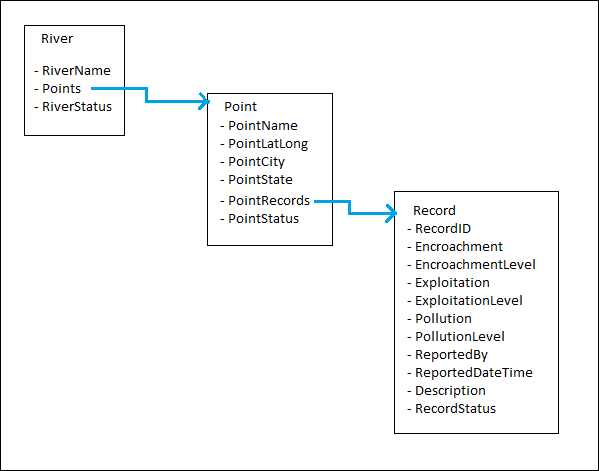 River
- RiverName
- Points
- RiverStatus
Point
- PointName
- PointLatLong
- PointCity
- PointState
- PointRecords
- PointStatus
Record
- RecordID
- Encroachment
- EncroachmentLevel
- Exploitation
- ExploitationLevel
- Pollution
- PollutionLevel
- ReportedBy
- ReportedDateTime
- Description
- RecordStatus